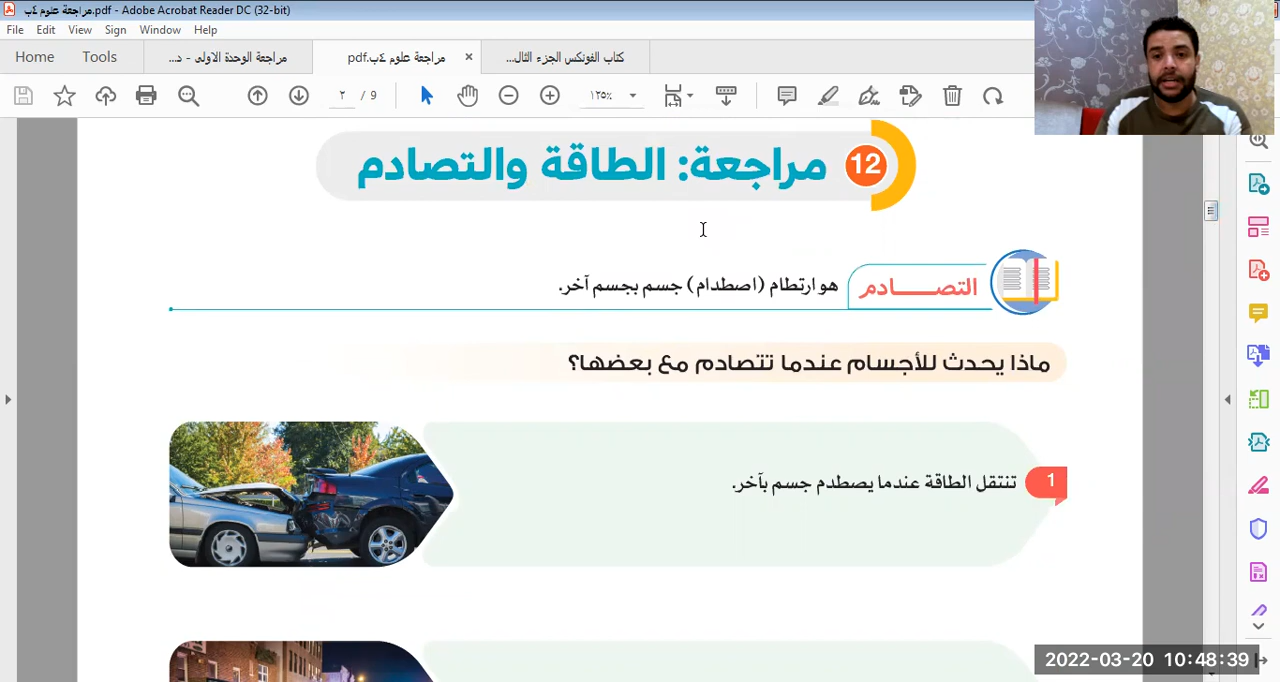 مراجعة علوم ٤ب.pdf - Adobe Acrobat Reader DC (32-bit)
File Edit View Sign Window Help
Home Tools مراجعة الوحدة الاولى - د... مراجعة علوم ٤ب.pdf × كتاب الفونكس الجزء الثال...
٢ / 9 ١٢٥%
12 مراجعة: الطاقة والتصادم
التصـــــادم هو ارتطام (اصطدام) جسم بجسم آخر.
ماذا يحدث للأجسام عندما تتصادم مع بعضها؟
1 تنتقل الطاقة عندما يصطدم جسم بآخر.
2022-03-20 10:48:39